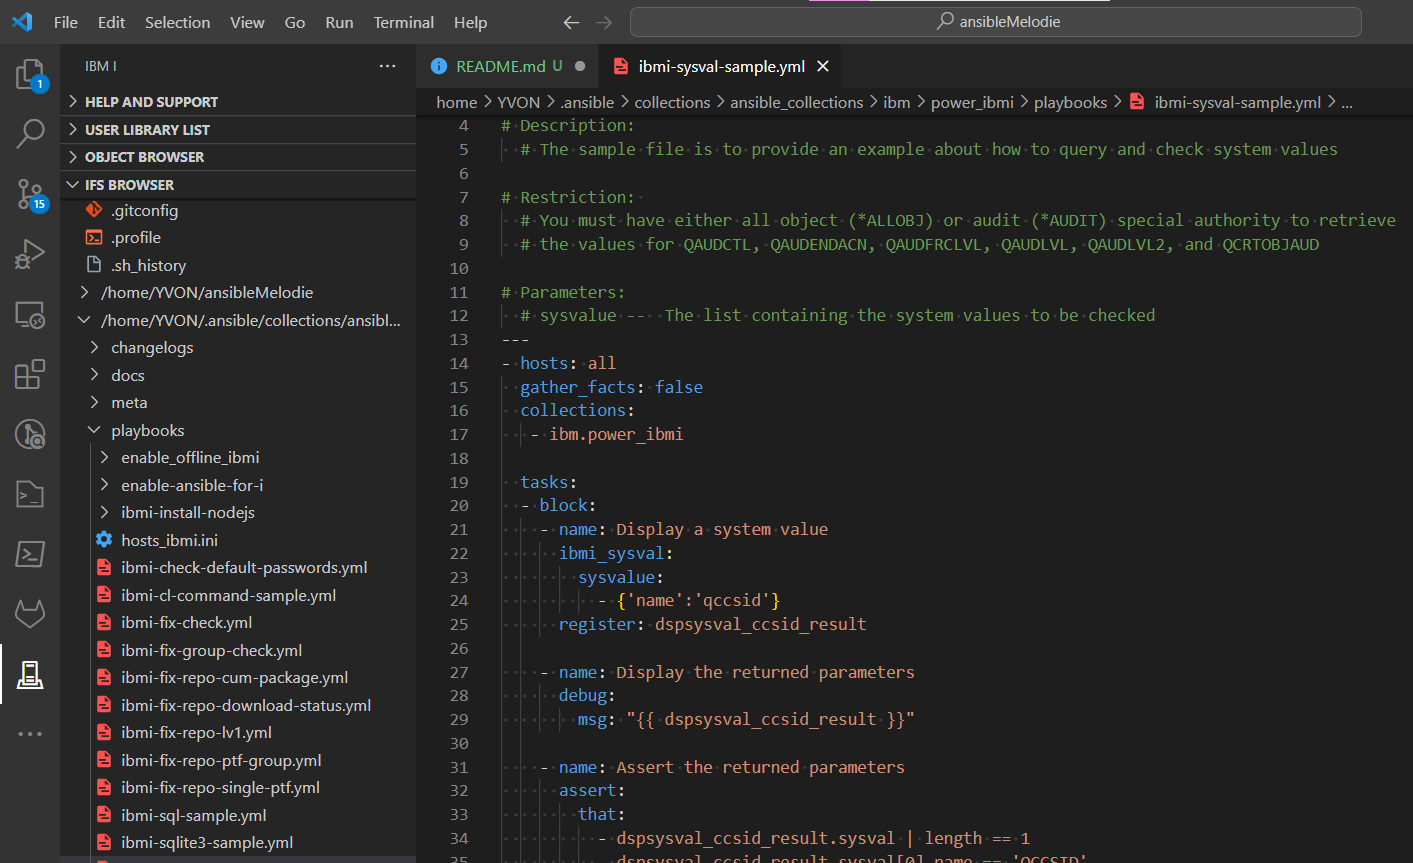 File Edit Selection View Go Run Terminal Help
ansibleMelodie
1
15
IBM I
HELP AND SUPPORT
USER LIBRARY LIST
OBJECT BROWSER
IFS BROWSER
.gitconfig
.profile
.sh_history
/home/YVON/ansibleMelodie
/home/YVON/.ansible/collections/ansibl...
changelogs
docs
meta
playbooks
enable_offline_ibmi
enable-ansible-for-i
ibmi-install-nodejs
hosts_ibmi.ini
ibmi-check-default-passwords.yml
ibmi-cl-command-sample.yml
ibmi-fix-check.yml
ibmi-fix-group-check.yml
ibmi-fix-repo-cum-package.yml
ibmi-fix-repo-download-status.yml
ibmi-fix-repo-lv1.yml
ibmi-fix-repo-ptf-group.yml
ibmi-fix-repo-single-ptf.yml
ibmi-sql-sample.yml
ibmi-sqlite3-sample.yml
README.md U
ibmi-sysval-sample.yml
home > YVON > .ansible > collections > ansible_collections > ibm > power_ibmi > playbooks > ibmi-sysval-sample.yml > ...
4 # Description:
5 # The sample file is to provide an example about how to query and check system values
6
7 # Restriction:
8 # You must have either all object (*ALLOBJ) or audit (*AUDIT) special authority to retrieve
9 # the values for QAUDCTL, QAUDENDACN, QAUDFRCLVL, QAUDLVL, QAUDLVL2, and QCRTOBJAUD
10
11 # Parameters:
12 # sysvalue -- The list containing the system values to be checked
13 ---
14 - hosts: all
15 gather_facts: false
16 collections:
17 - ibm.power_ibmi
18
19 tasks:
20 - block:
21 - name: Display a system value
22 ibmi_sysval:
23 sysvalue:
24 - {'name':'qccsid'}
25 register: dspsysval_ccsid_result
26
27 - name: Display the returned parameters
28 debug:
29 msg: "{{ dspsysval_ccsid_result }}"
30
31 - name: Assert the returned parameters
32 assert:
33 that:
34 - dspsysval_ccsid_result.sysval | length == 1
35 - dspsysval_ccsid_result.sysval[0].name == 'QCCSID'